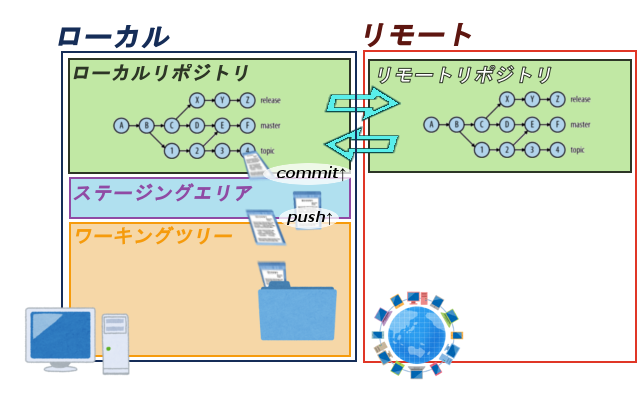 ローカル
リモート
ローカルリポジトリ
リモートリポジトリ
X Y Z release
A B C D E F master
1 2 3 4 topic
X Y Z release
A B C D E F master
1 2 3 4 topic
commit↑
ステージングエリア
push↑
ワーキングツリー